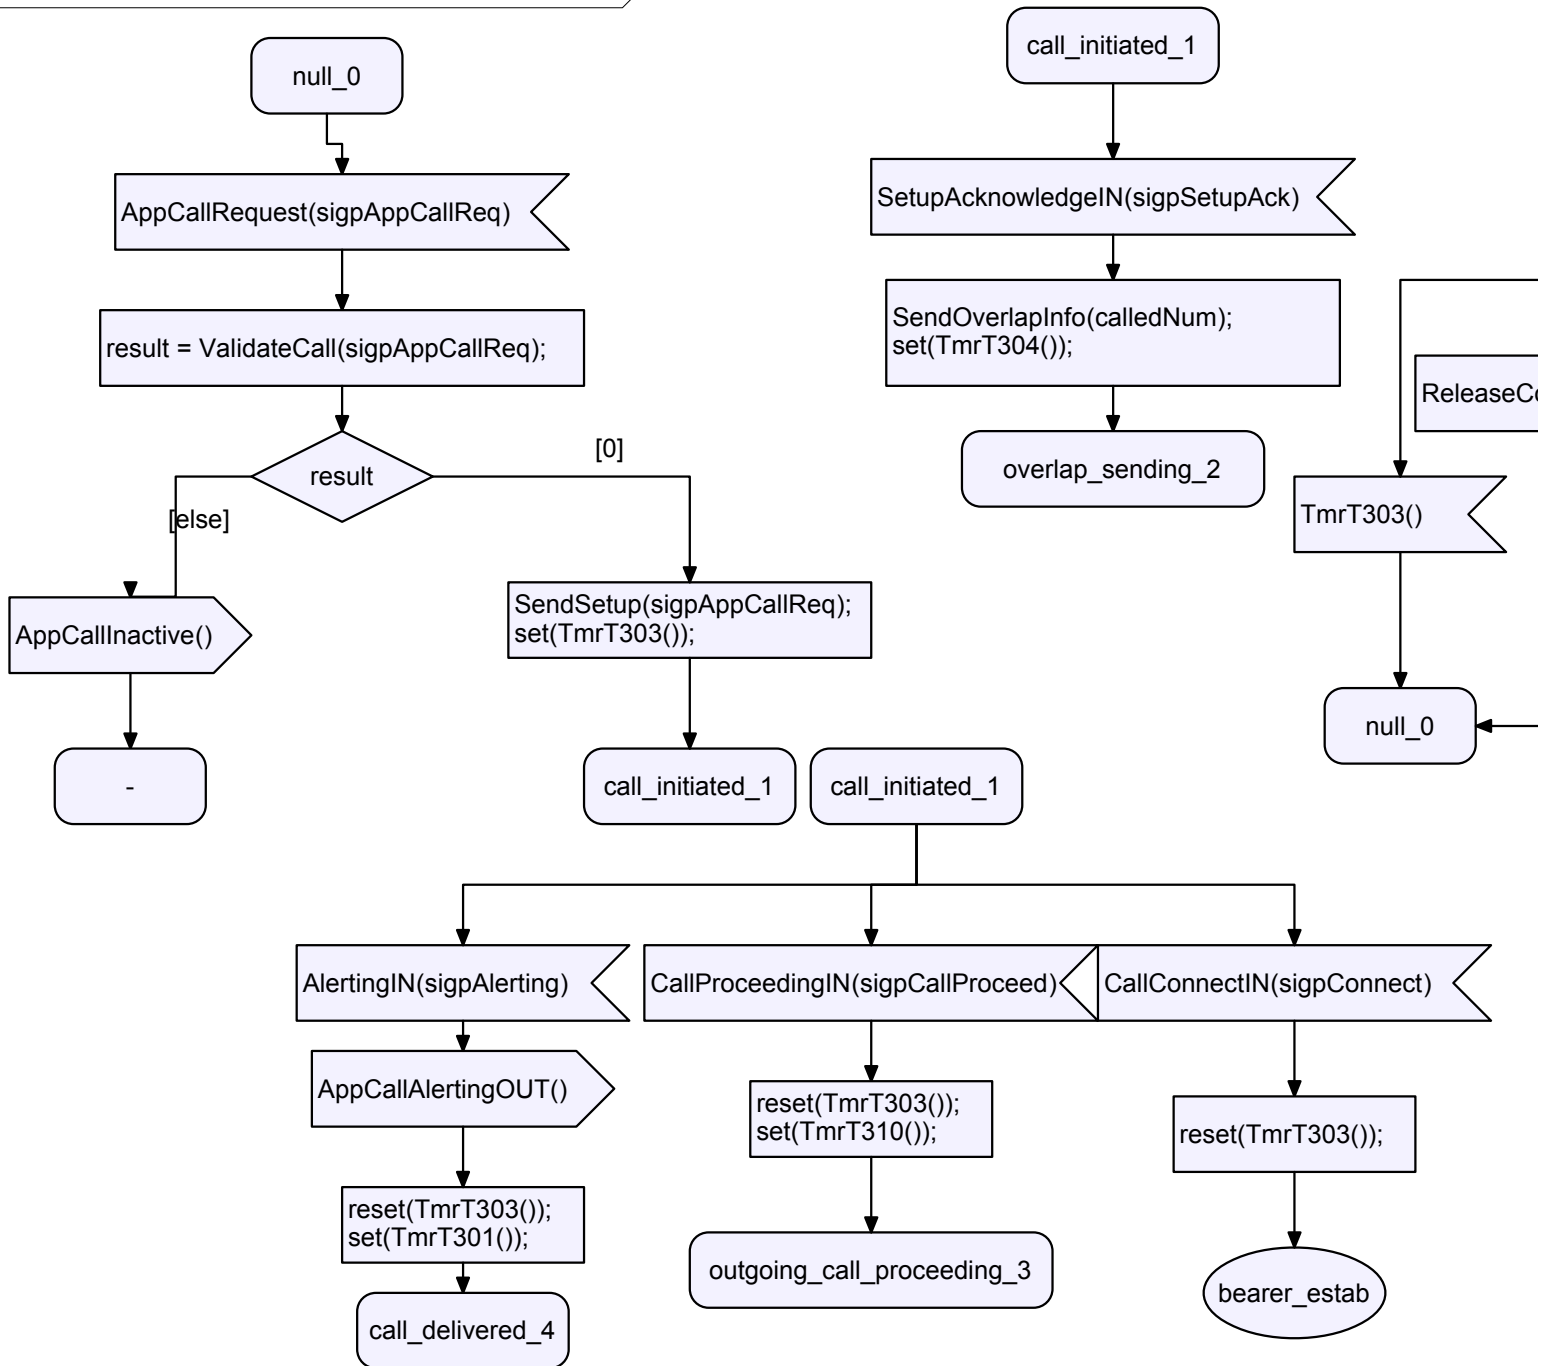 null_0
AppCallRequest(sigpAppCallReq)
result = ValidateCall(sigpAppCallReq);
result
[0]
[else]
AppCallInactive()
-
SendSetup(sigpAppCallReq);
set(TmrT303());
call_initiated_1
call_initiated_1
SetupAcknowledgeIN(sigpSetupAck)
SendOverlapInfo(calledNum);
set(TmrT304());
overlap_sending_2
TmrT303()
null_0
call_initiated_1
AlertingIN(sigpAlerting)
AppCallAlertingOUT()
reset(TmrT303());
set(TmrT301());
call_delivered_4
CallProceedingIN(sigpCallProceed)
reset(TmrT303());
set(TmrT310());
outgoing_call_proceeding_3
CallConnectIN(sigpConnect)
reset(TmrT303());
bearer_estab